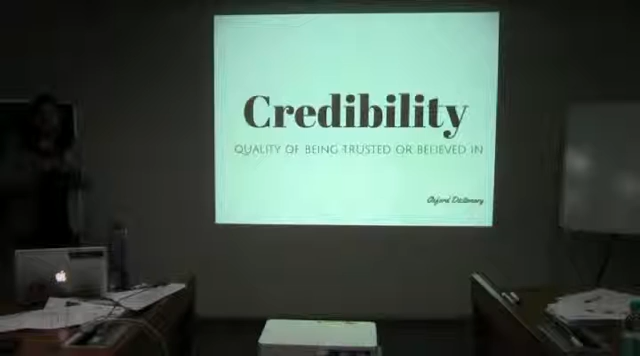 Credibility
QUALITY OF BEING TRUSTED OR BELIEVED IN
Oxford Dictionary